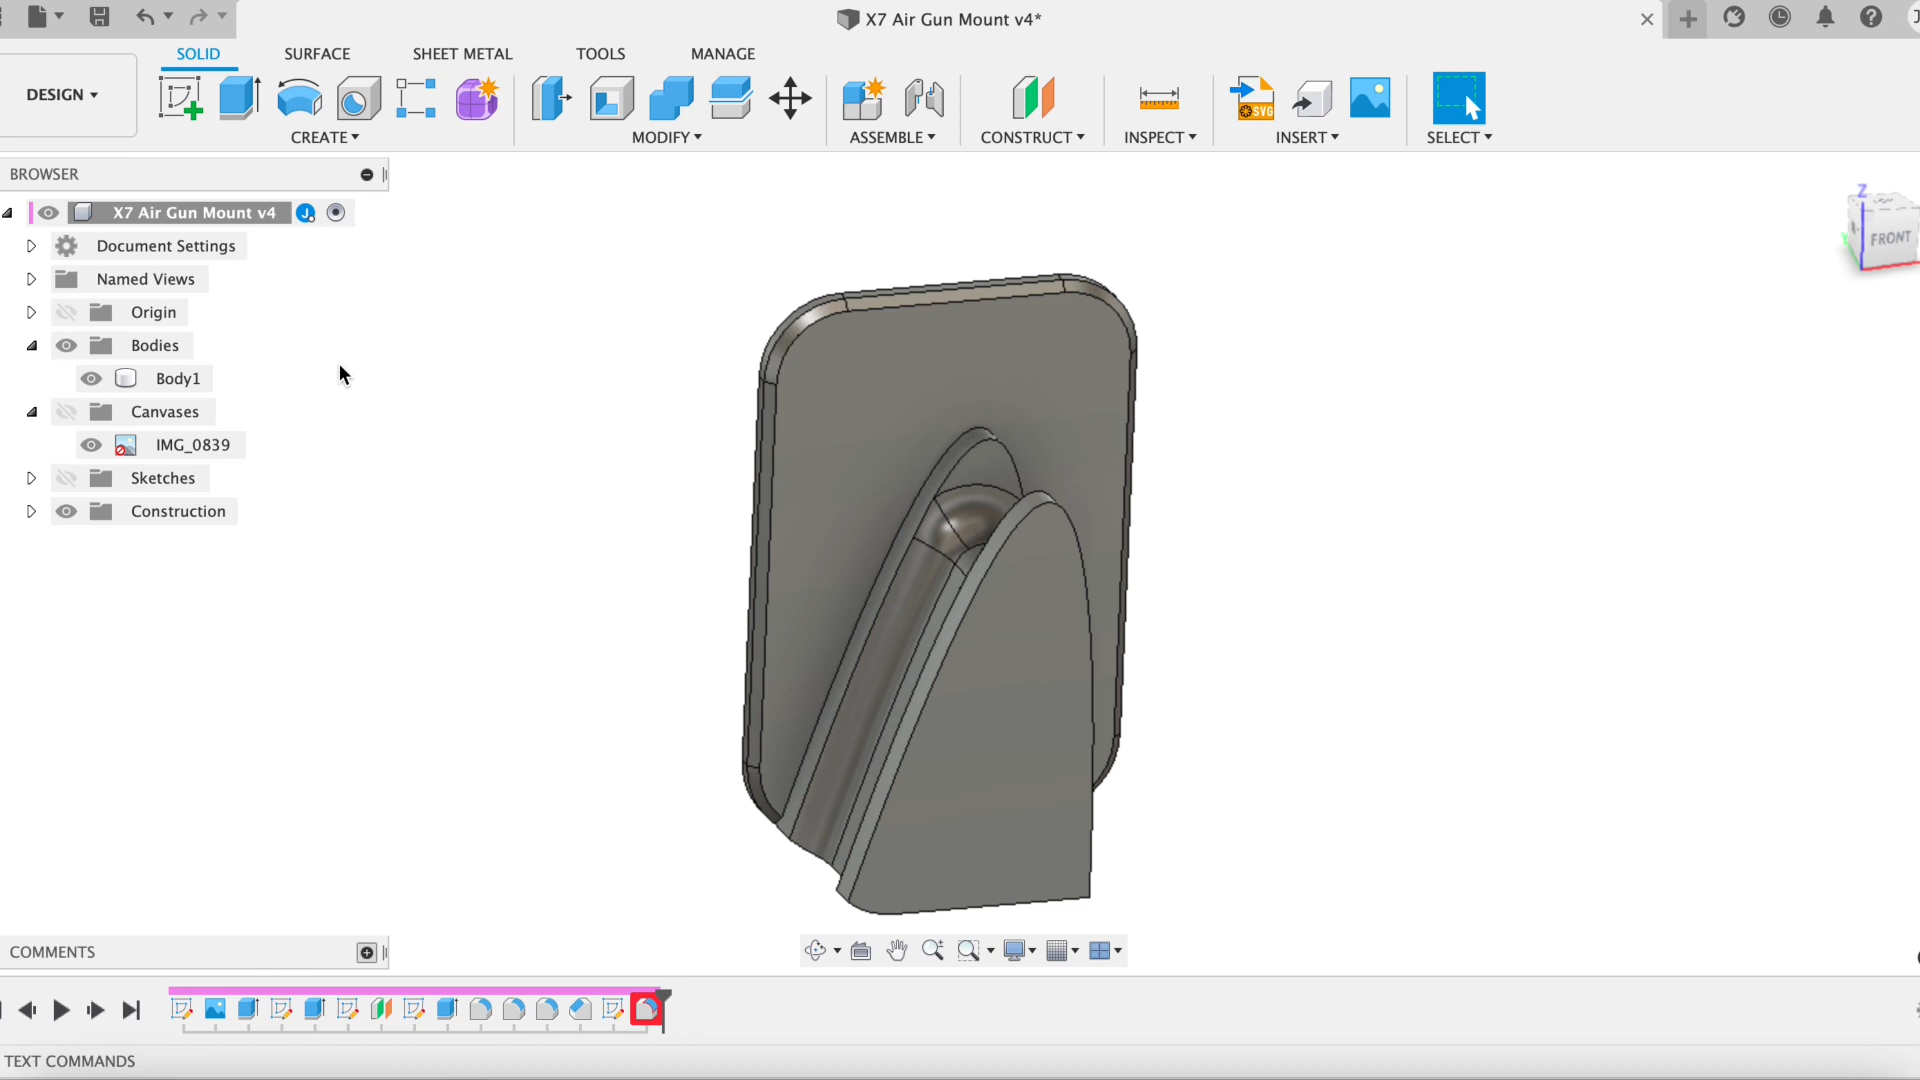 X7 Air Gun Mount v4*
SOLID SURFACE SHEET METAL TOOLS MANAGE
DESIGN
SVG
CREATE MODIFY ASSEMBLE CONSTRUCT INSPECT INSERT SELECT
BROWSER
X7 Air Gun Mount v4
J
Document Settings
Named Views
Origin
Bodies
Body1
Canvases
IMG_0839
Sketches
Construction
Z
FRONT
COMMENTS
TEXT COMMANDS